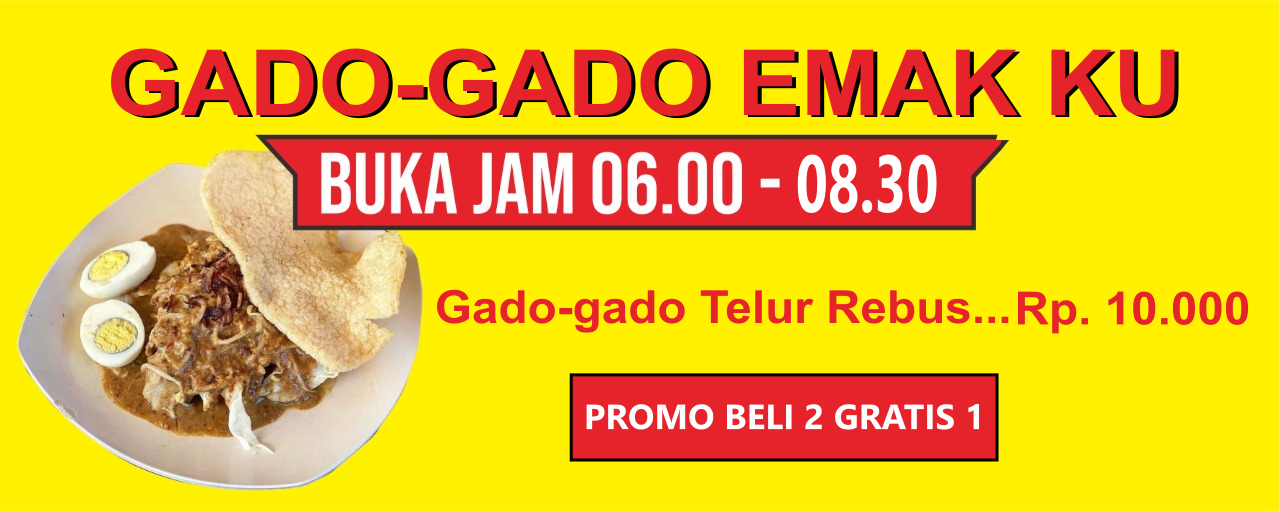 GADO-GADO EMAK KU
BUKA JAM 06.00 - 08.30
Gado-gado Telur Rebus...Rp. 10.000
PROMO BELI 2 GRATIS 1